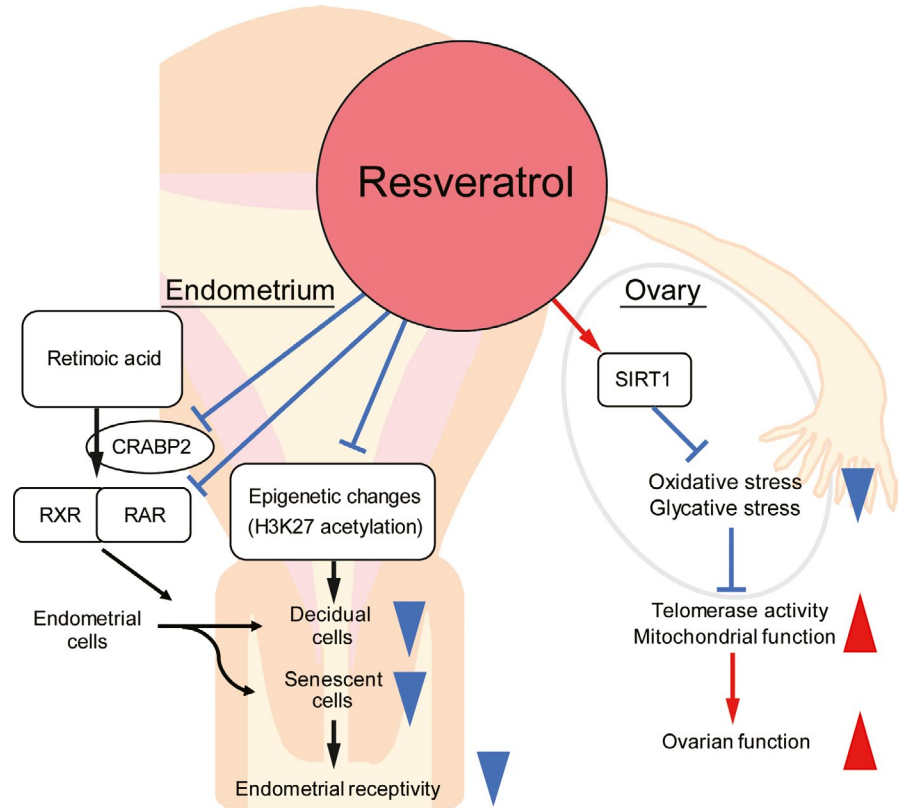 Resveratrol
Endometrium
Ovary
Retinoic acid
SIRT1
CRABP2
Epigenetic changes
(H3K27 acetylation)
RXR
RAR
Oxidative stress
Glycative stress
Endometrial
cells
Decidual
cells
Senescent
cells
Telomerase activity
Mitochondrial function
Ovarian function
Endometrial receptivity